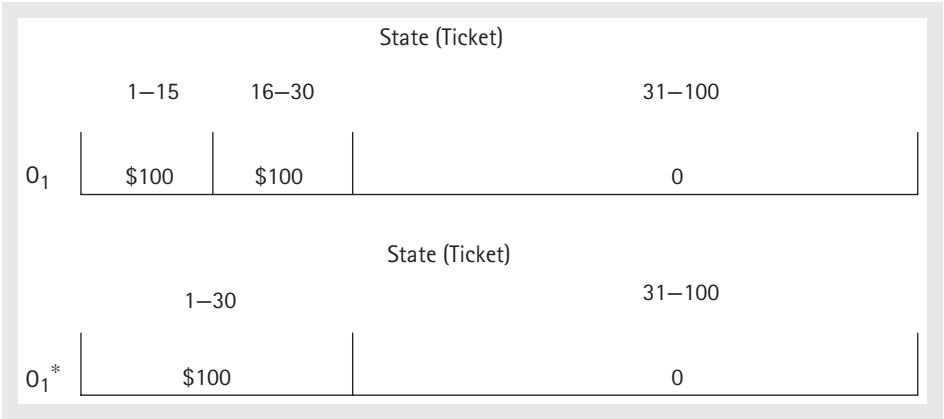 State (Ticket)
1—15 16—30 31—100
O₁ $100 $100 0
State (Ticket)
1—30 31—100
O₁* $100 0